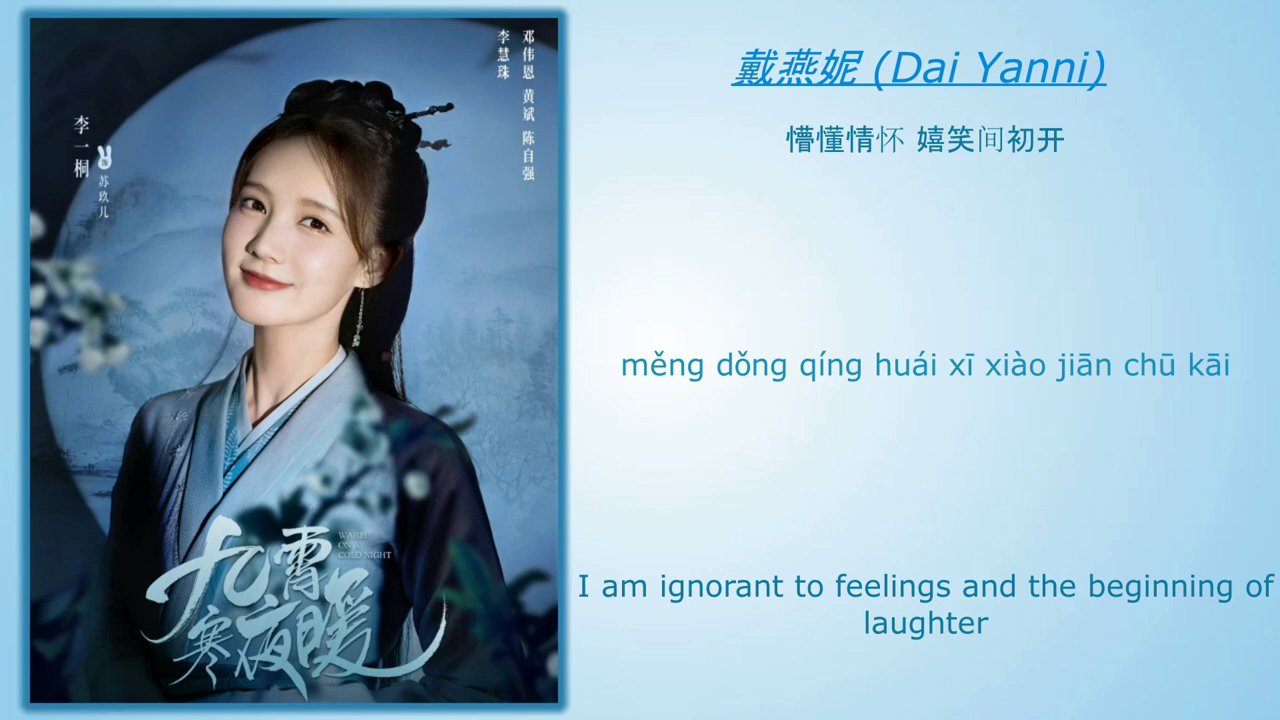 李慧珠
邓伟恩 黄斌 陈自强
李一桐
饰
苏玖儿
九霄
寒夜暖
WARM
ON A
COLD NIGHT
戴燕妮 (Dai Yanni)
懵懂情怀 嬉笑间初开
měng dǒng qíng huái xī xiào jiān chū kāi
I am ignorant to feelings and the beginning of
laughter